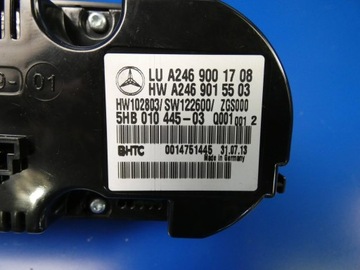 LU A246 900 17 08
HW A246 901 55 03
HW102803/SW122600/ ZGS000
5HB 010 445-03 0001 001 2
BHTC 0014751445 31.07.13
Made in Germany